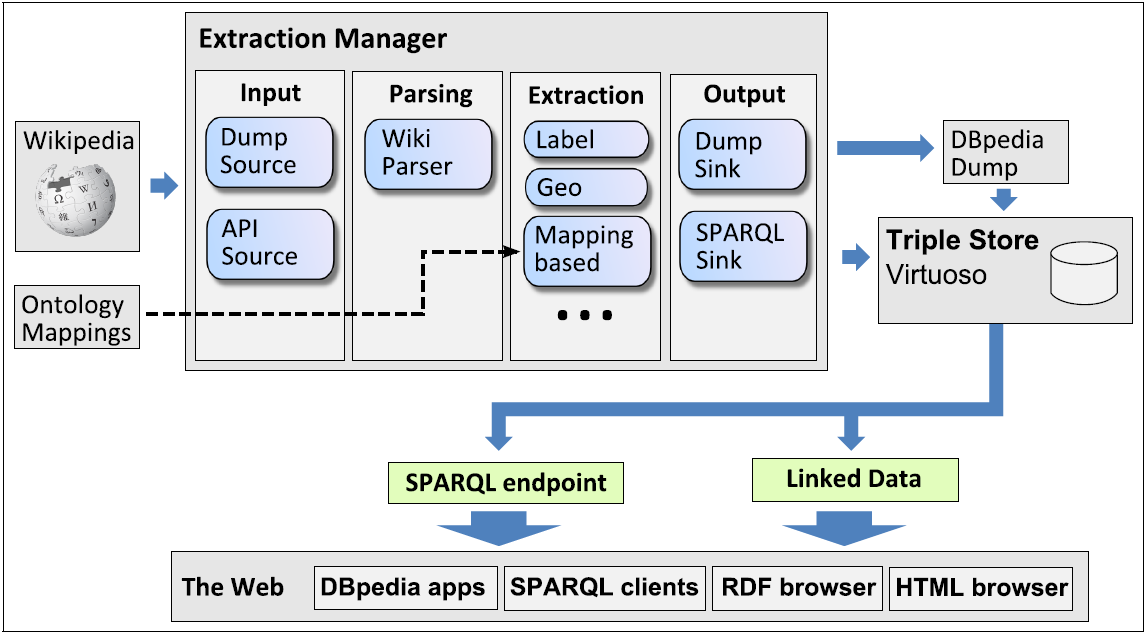 Extraction Manager
Input
Dump
Source
API
Source
Parsing
Wiki
Parser
Extraction
Label
Geo
Mapping
based
...
Output
Dump
Sink
SPARQL
Sink
Wikipedia
Ontology
Mappings
DBpedia
Dump
Triple Store
Virtuoso
SPARQL endpoint
Linked Data
The Web
DBpedia apps
SPARQL clients
RDF browser
HTML browser